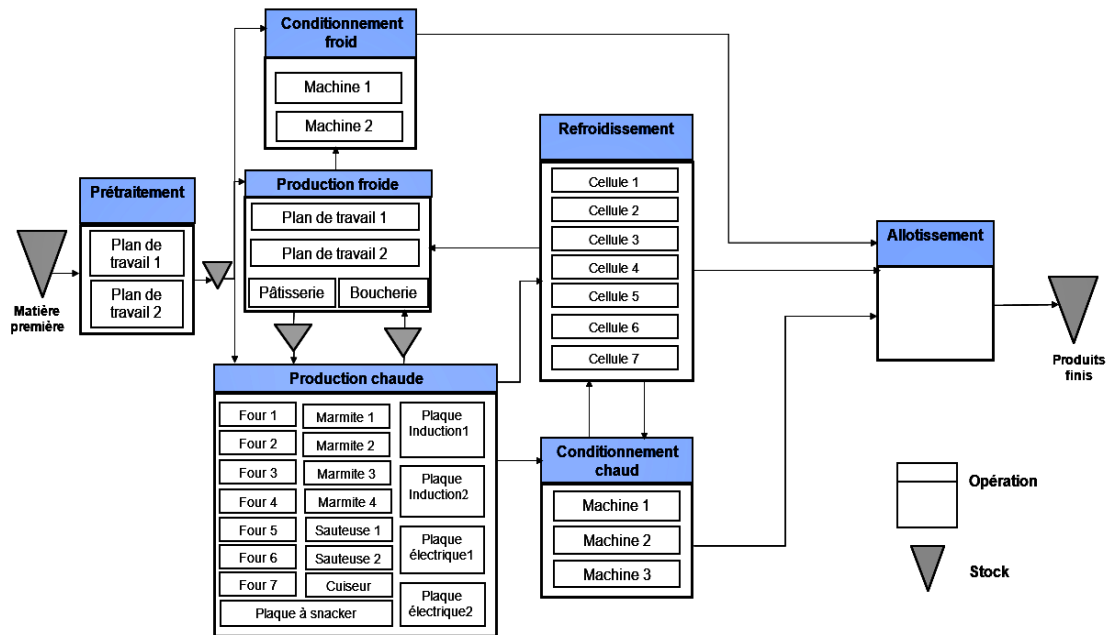 Conditionnement
froid
Machine 1
Machine 2
Prétraitement
Plan de
travail 1
Plan de
travail 2
Matière
première
Production froide
Plan de travail 1
Plan de travail 2
Pâtisserie
Boucherie
Production chaude
Four 1
Four 2
Four 3
Four 4
Four 5
Four 6
Four 7
Marmite 1
Marmite 2
Marmite 3
Marmite 4
Sauteuse 1
Sauteuse 2
Cuiseur
Plaque à snacker
Plaque
Induction1
Plaque
Induction2
Plaque
électrique1
Plaque
électrique2
Refroidissement
Cellule 1
Cellule 2
Cellule 3
Cellule 4
Cellule 5
Cellule 6
Cellule 7
Conditionnement
chaud
Machine 1
Machine 2
Machine 3
Allotissement
Produits
finis
Opération
Stock